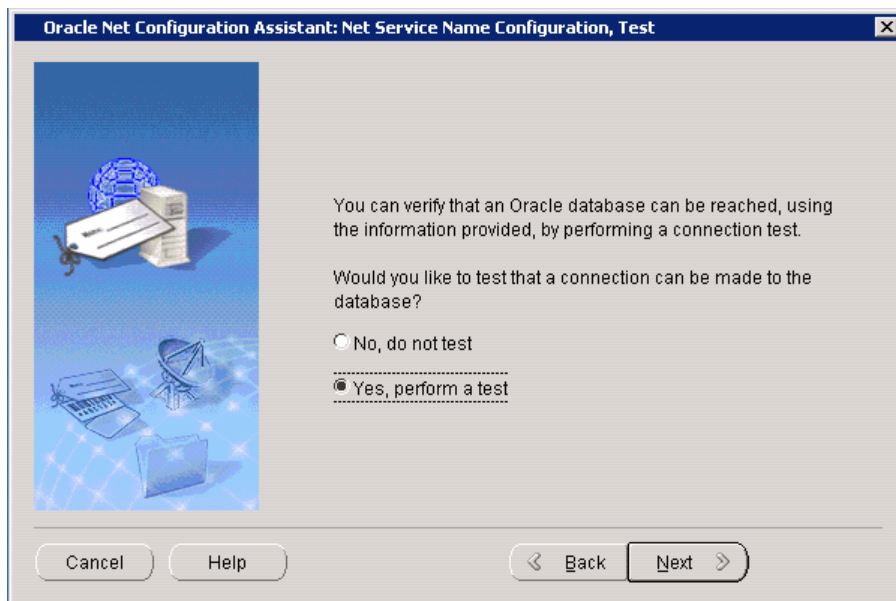 Oracle Net Configuration Assistant: Net Service Name Configuration, Test
You can verify that an Oracle database can be reached, using
the information provided, by performing a connection test.
Would you like to test that a connection can be made to the
database?
No, do not test
Yes, perform a test
Cancel
Help
Back
Next